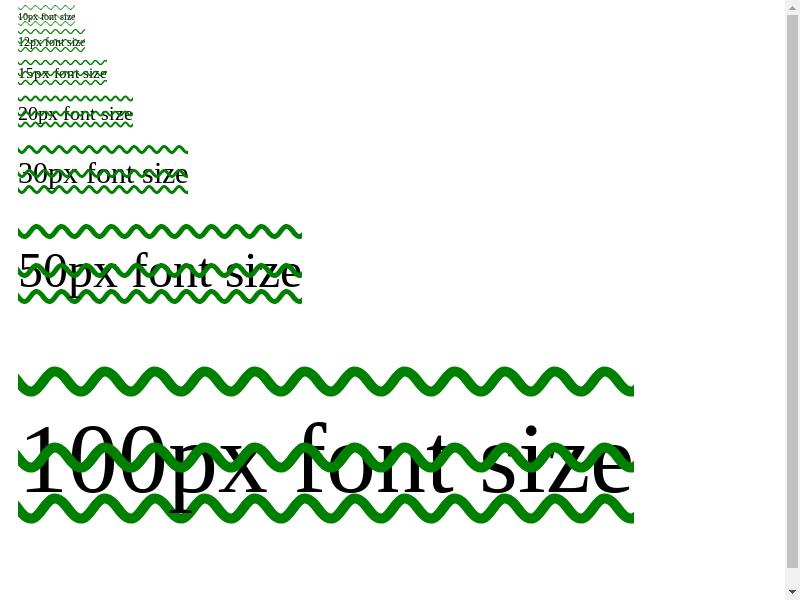 10px font size
12px font size
15px font size
20px font size
30px font size
50px font size
100px font size